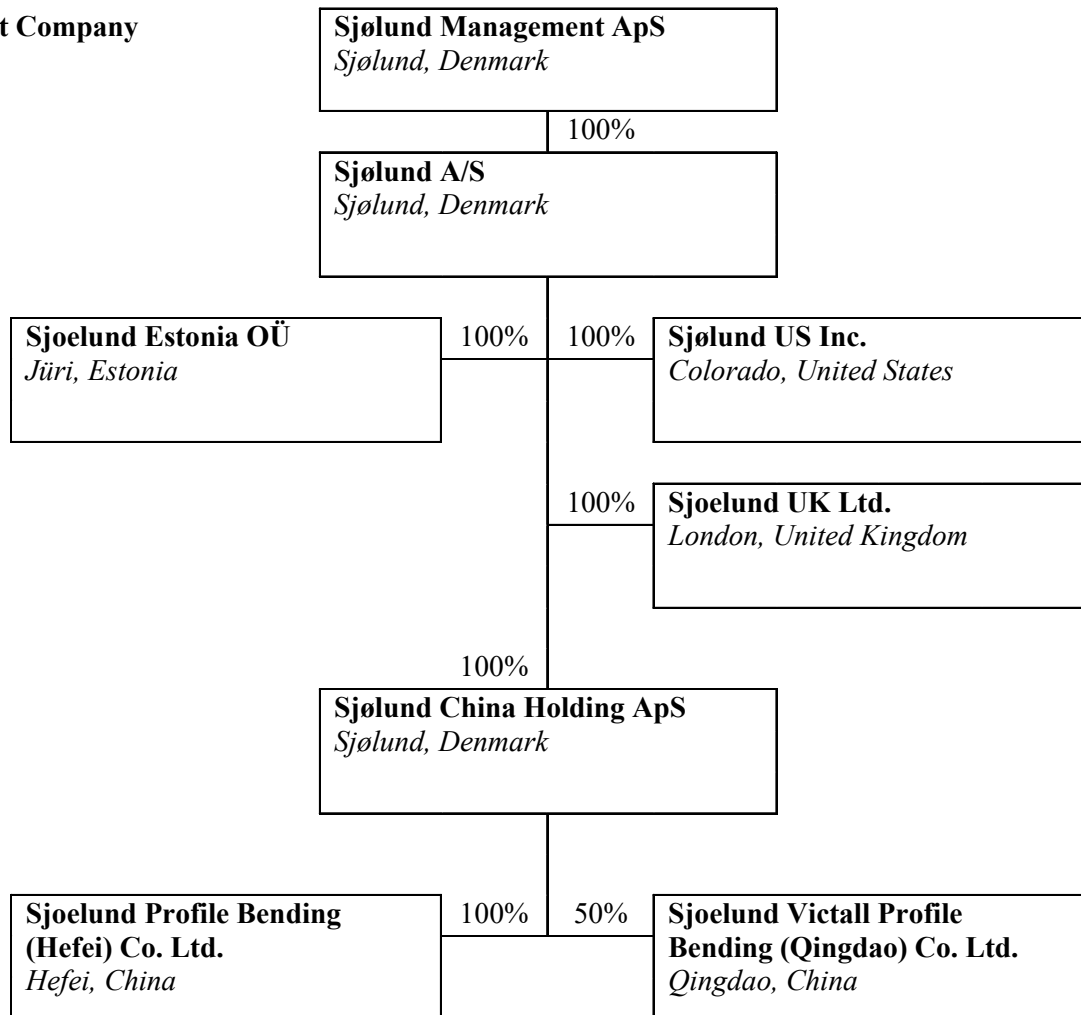 t Company
Sjølund Management ApS
Sjølund, Denmark
100%
Sjølund A/S
Sjølund, Denmark
Sjoelund Estonia OÜ
Jüri, Estonia
100%
100%
Sjølund US Inc.
Colorado, United States
100%
Sjoelund UK Ltd.
London, United Kingdom
100%
Sjølund China Holding ApS
Sjølund, Denmark
Sjoelund Profile Bending
(Hefei) Co. Ltd.
Hefei, China
100%
50%
Sjoelund Victall Profile
Bending (Qingdao) Co. Ltd.
Qingdao, China